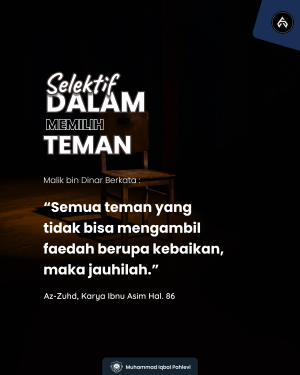 Selektif
DALAM
MEMILIH
TEMAN
Malik bin Dinar Berkata :
“Semua teman yang
tidak bisa mengambil
faedah berupa kebaikan,
maka jauhilah.”
Az-Zuhd, Karya Ibnu Asim Hal. 86
Muhammad Iqbal Pahlevi